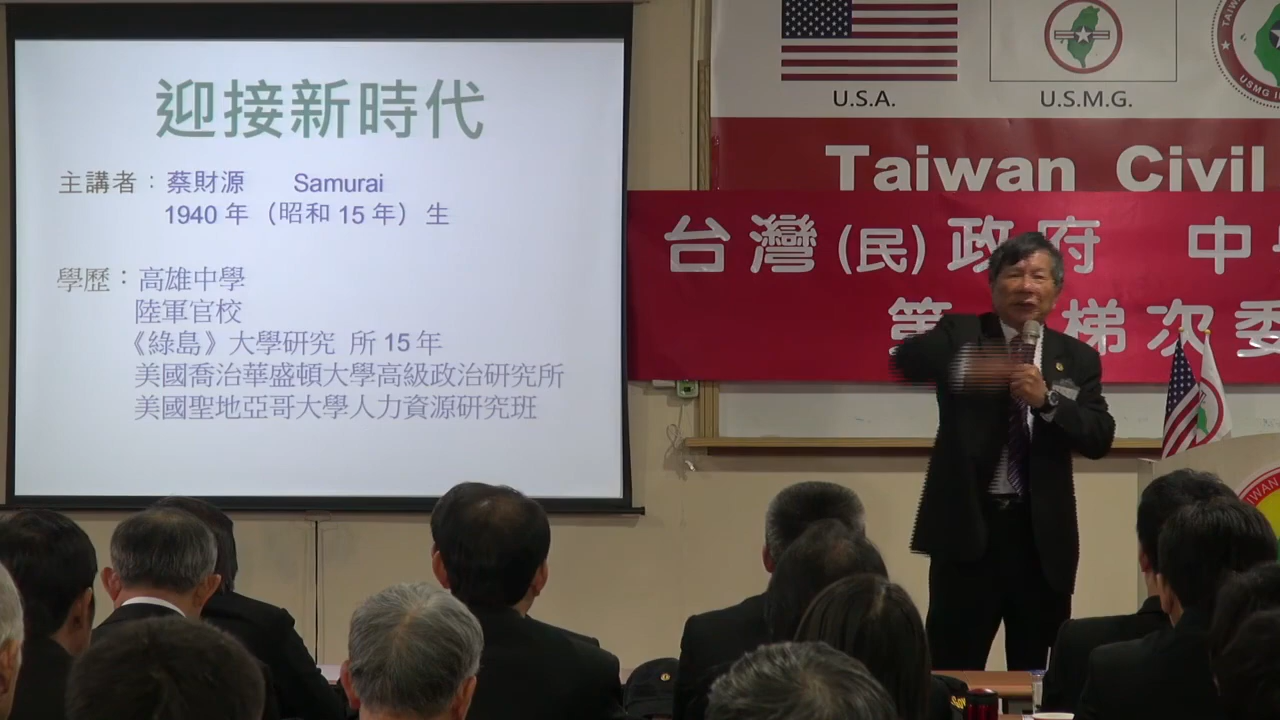 迎接新時代
主講者：蔡財源 Samurai
1940 年（昭和 15 年）生
學歷：高雄中學
陸軍官校
《綠島》大學研究 所 15 年
美國喬治華盛頓大學高級政治研究所
美國聖地亞哥大學人力資源研究班
U.S.A.
U.S.M.G.
Taiwan Civil
台灣(民)政府 中
第 梯次委